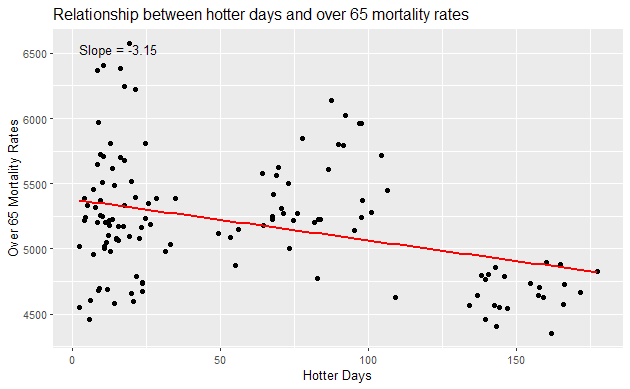 Relationship between hotter days and over 65 mortality rates
Slope = -3.15
6500
6000
5500
5000
4500
Over 65 Mortality Rates
0 50 100 150
Hotter Days